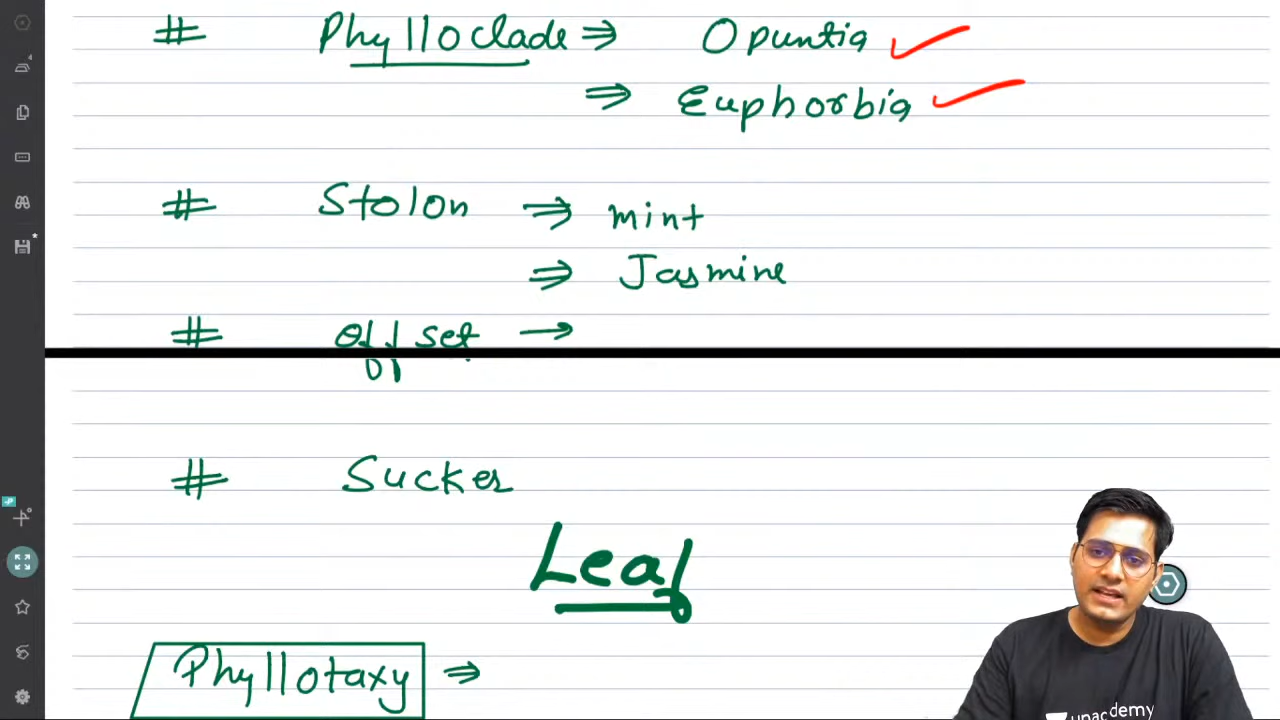 # Phylloclade ⇒ Opuntia ✓
⇒ Euphorbia ✓
# Stolon ⇒ mint
⇒ Jasmine
# Offset →
# Sucker
Leaf
Phyllotaxy ⇒
unacademy